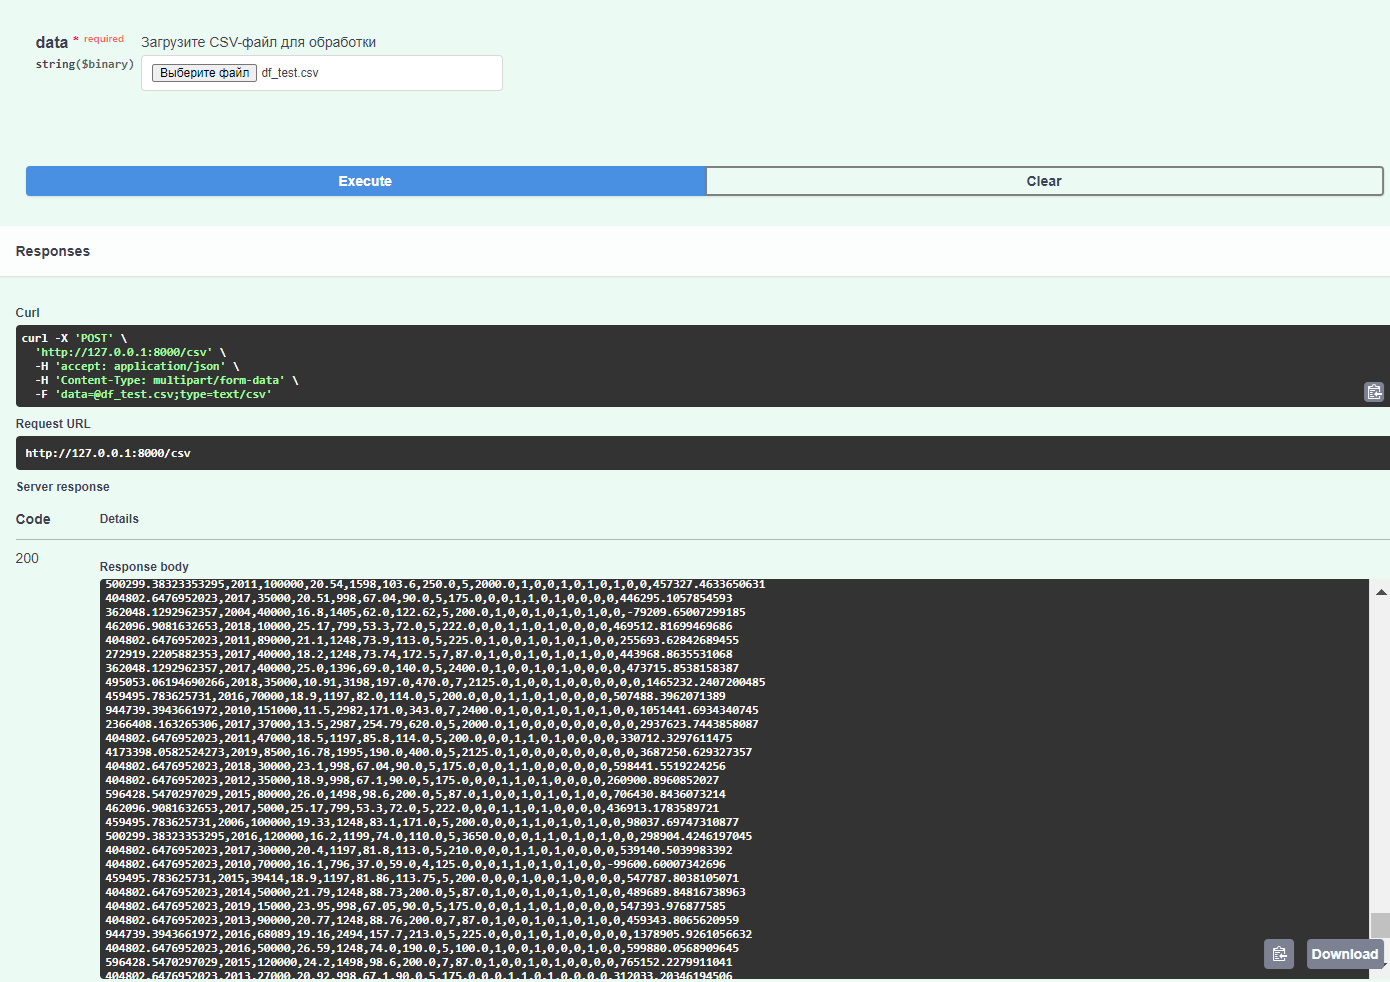 data * required
Загрузите CSV-файл для обработки
string($binary)
Выберите файл df_test.csv
Execute
Clear
Responses
Curl
curl -X 'POST' \
'http://127.0.0.1:8000/csv' \
-H 'accept: application/json' \
-H 'Content-Type: multipart/form-data' \
-F 'data=@df_test.csv;type=text/csv'
Request URL
http://127.0.0.1:8000/csv
Server response
Code Details
200
Response body
500299.38323353295,2011,100000,20.54,1598,103.6,250.0,5,2000.0,1,0,0,1,0,1,0,1,0,0,457327.4633650631
404802.6476952023,2017,35000,20.51,998,67.04,90.0,5,175.0,0,0,1,1,0,1,0,0,0,0,446295.1057854593
362048.1292962357,2004,40000,16.8,1405,62.0,122.62,5,200.0,1,0,0,1,0,1,0,1,0,0,-79209.65007299185
462096.9081632653,2018,10000,25.17,799,53.3,72.0,5,222.0,0,0,1,1,0,1,0,0,0,0,469512.81699469686
404802.6476952023,2011,89000,21.1,1248,73.9,113.0,5,225.0,1,0,0,1,0,1,0,1,0,0,255693.62842689455
272919.2205882353,2017,40000,18.2,1248,73.74,172.5,7,87.0,1,0,0,1,0,1,0,1,0,0,443968.8635531068
362048.1292962357,2017,40000,25.0,1396,69.0,140.0,5,2400.0,1,0,0,1,0,1,0,0,0,0,473715.8538158387
495053.06194690266,2018,35000,10.91,3198,197.0,470.0,7,2125.0,1,0,0,1,0,0,0,0,0,0,1465232.2407200485
459495.783625731,2016,70000,18.9,1197,82.0,114.0,5,200.0,0,0,1,1,0,1,0,0,0,0,507488.3962071389
944739.3943661972,2010,151000,11.5,2982,171.0,343.0,7,2400.0,1,0,0,1,0,1,0,1,0,0,1051441.6934340745
2366408.163265306,2017,37000,13.5,2987,254.79,620.0,5,2000.0,1,0,0,0,0,0,0,0,0,0,2937623.7443858087
404802.6476952023,2011,47000,18.5,1197,85.8,114.0,5,200.0,0,0,1,1,0,1,0,0,0,0,330712.3297611475
4173398.0582524273,2019,8500,16.78,1995,190.0,400.0,5,2125.0,1,0,0,0,0,0,0,0,0,0,3687250.629327357
404802.6476952023,2018,30000,23.1,998,67.04,90.0,5,175.0,0,0,1,1,0,0,0,0,0,0,598441.5519224256
404802.6476952023,2012,35000,18.9,998,67.1,90.0,5,175.0,0,0,1,1,0,1,0,0,0,0,260900.8960852027
596428.5470297029,2015,80000,26.0,1498,98.6,200.0,5,87.0,1,0,0,1,0,1,0,1,0,0,706430.8436073214
462096.9081632653,2017,5000,25.17,799,53.3,72.0,5,222.0,0,0,1,1,0,1,0,0,0,0,436913.1783589721
459495.783625731,2006,100000,19.33,1248,83.1,171.0,5,200.0,0,0,1,1,0,1,0,1,0,0,98037.69747310877
500299.38323353295,2016,120000,16.2,1199,74.0,110.0,5,3650.0,0,0,1,1,0,1,0,1,0,0,298904.4246197045
404802.6476952023,2017,30000,20.4,1197,81.8,113.0,5,210.0,0,0,1,1,0,1,0,0,0,0,539140.5039983392
404802.6476952023,2010,70000,16.1,796,37.0,59.0,4,125.0,0,0,1,1,0,1,0,1,0,0,-99600.60007342696
459495.783625731,2015,39414,18.9,1197,81.86,113.75,5,200.0,0,0,1,0,0,1,0,0,0,0,547787.8038105071
404802.6476952023,2014,50000,21.79,1248,88.73,200.0,5,87.0,1,0,0,1,0,1,0,0,0,0,489689.84816738963
404802.6476952023,2019,15000,23.95,998,67.05,90.0,5,175.0,0,0,1,1,0,1,0,0,0,0,547393.976877585
404802.6476952023,2013,90000,20.77,1248,88.76,200.0,7,87.0,1,0,0,1,0,1,0,1,0,0,459343.8065620959
944739.3943661972,2016,68089,19.16,2494,157.7,213.0,5,225.0,0,0,1,0,1,0,0,0,0,0,1378905.9261056632
404802.6476952023,2016,50000,26.59,1248,74.0,190.0,5,100.0,1,0,0,1,0,0,0,1,0,0,599880.0568909645
596428.5470297029,2015,120000,24.2,1498,98.6,200.0,7,87.0,1,0,0,1,0,1,0,0,0,0,765152.2279911041
404802.6476952023,2013,27000,20.92,998,67.1,90.0,5,175.0,0,0,1,1,0,1,0,0,0,0,312033.20346194506
Download